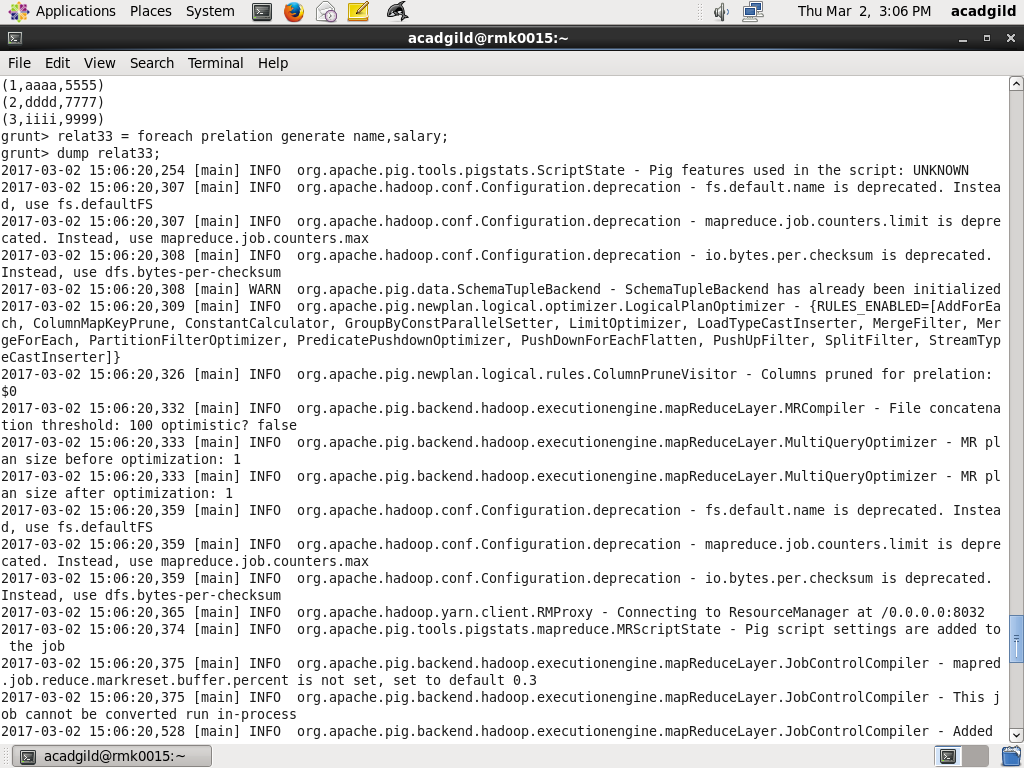 Applications Places System Thu Mar 2, 3:06 PM acadgild
acadgild@rmk0015:~
File Edit View Search Terminal Help
(1,aaaa,5555)
(2,dddd,7777)
(3,iiii,9999)
grunt> relat33 = foreach prelation generate name,salary;
grunt> dump relat33;
2017-03-02 15:06:20,254 [main] INFO  org.apache.pig.tools.pigstats.ScriptState - Pig features used in the script: UNKNOWN
2017-03-02 15:06:20,307 [main] INFO  org.apache.hadoop.conf.Configuration.deprecation - fs.default.name is deprecated. Instea
d, use fs.defaultFS
2017-03-02 15:06:20,307 [main] INFO  org.apache.hadoop.conf.Configuration.deprecation - mapreduce.job.counters.limit is depre
cated. Instead, use mapreduce.job.counters.max
2017-03-02 15:06:20,308 [main] INFO  org.apache.hadoop.conf.Configuration.deprecation - io.bytes.per.checksum is deprecated.
Instead, use dfs.bytes-per-checksum
2017-03-02 15:06:20,308 [main] WARN  org.apache.pig.data.SchemaTupleBackend - SchemaTupleBackend has already been initialized
2017-03-02 15:06:20,309 [main] INFO  org.apache.pig.newplan.logical.optimizer.LogicalPlanOptimizer - {RULES_ENABLED=[AddForEa
ch, ColumnMapKeyPrune, ConstantCalculator, GroupByConstParallelSetter, LimitOptimizer, LoadTypeCastInserter, MergeFilter, Mer
geForEach, PartitionFilterOptimizer, PredicatePushdownOptimizer, PushDownForEachFlatten, PushUpFilter, SplitFilter, StreamTyp
eCastInserter]}
2017-03-02 15:06:20,326 [main] INFO  org.apache.pig.newplan.logical.rules.ColumnPruneVisitor - Columns pruned for prelation:
$0
2017-03-02 15:06:20,332 [main] INFO  org.apache.pig.backend.hadoop.executionengine.mapReduceLayer.MRCompiler - File concatena
tion threshold: 100 optimistic? false
2017-03-02 15:06:20,333 [main] INFO  org.apache.pig.backend.hadoop.executionengine.mapReduceLayer.MultiQueryOptimizer - MR pl
an size before optimization: 1
2017-03-02 15:06:20,333 [main] INFO  org.apache.pig.backend.hadoop.executionengine.mapReduceLayer.MultiQueryOptimizer - MR pl
an size after optimization: 1
2017-03-02 15:06:20,359 [main] INFO  org.apache.hadoop.conf.Configuration.deprecation - fs.default.name is deprecated. Instea
d, use fs.defaultFS
2017-03-02 15:06:20,359 [main] INFO  org.apache.hadoop.conf.Configuration.deprecation - mapreduce.job.counters.limit is depre
cated. Instead, use mapreduce.job.counters.max
2017-03-02 15:06:20,359 [main] INFO  org.apache.hadoop.conf.Configuration.deprecation - io.bytes.per.checksum is deprecated.
Instead, use dfs.bytes-per-checksum
2017-03-02 15:06:20,365 [main] INFO  org.apache.hadoop.yarn.client.RMProxy - Connecting to ResourceManager at /0.0.0.0:8032
2017-03-02 15:06:20,374 [main] INFO  org.apache.pig.tools.pigstats.mapreduce.MRScriptState - Pig script settings are added to
 the job
2017-03-02 15:06:20,375 [main] INFO  org.apache.pig.backend.hadoop.executionengine.mapReduceLayer.JobControlCompiler - mapred
.job.reduce.markreset.buffer.percent is not set, set to default 0.3
2017-03-02 15:06:20,375 [main] INFO  org.apache.pig.backend.hadoop.executionengine.mapReduceLayer.JobControlCompiler - This j
ob cannot be converted run in-process
2017-03-02 15:06:20,528 [main] INFO  org.apache.pig.backend.hadoop.executionengine.mapReduceLayer.JobControlCompiler - Added
acadgild@rmk0015:~